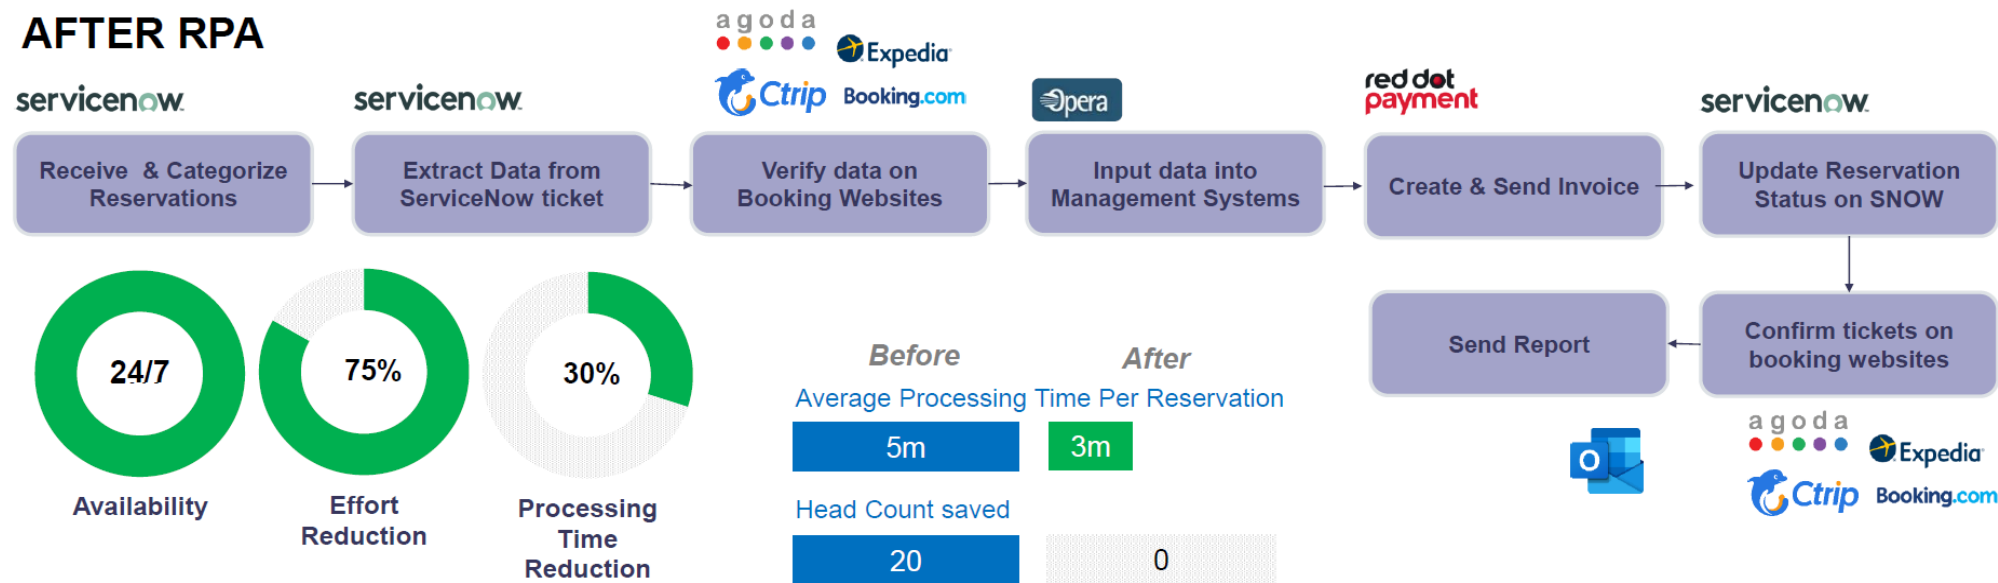 AFTER RPA
servicenow
servicenow
agoda
Expedia
Ctrip
Booking.com
Opera
red dot
payment
servicenow
Receive & Categorize
Reservations
Extract Data from
ServiceNow ticket
Verify data on
Booking Websites
Input data into
Management Systems
Create & Send Invoice
Update Reservation
Status on SNOW
24/7
Availability
75%
Effort
Reduction
30%
Processing
Time
Reduction
Before
After
Average Processing Time Per Reservation
5m
3m
Head Count saved
20
0
Send Report
Confirm tickets on
booking websites
O
agoda
Expedia
Ctrip
Booking.com